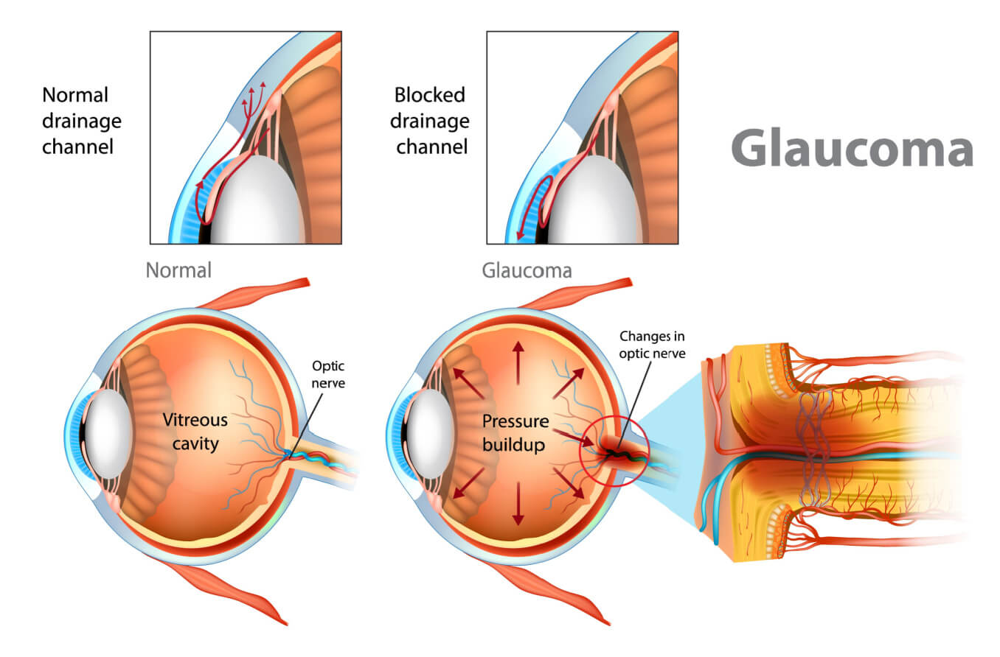 Normal
drainage
channel
Blocked
drainage
channel
Glaucoma
Normal
Glaucoma
Optic
nerve
Vitreous
cavity
Changes in
optic nerve
Pressure
buildup